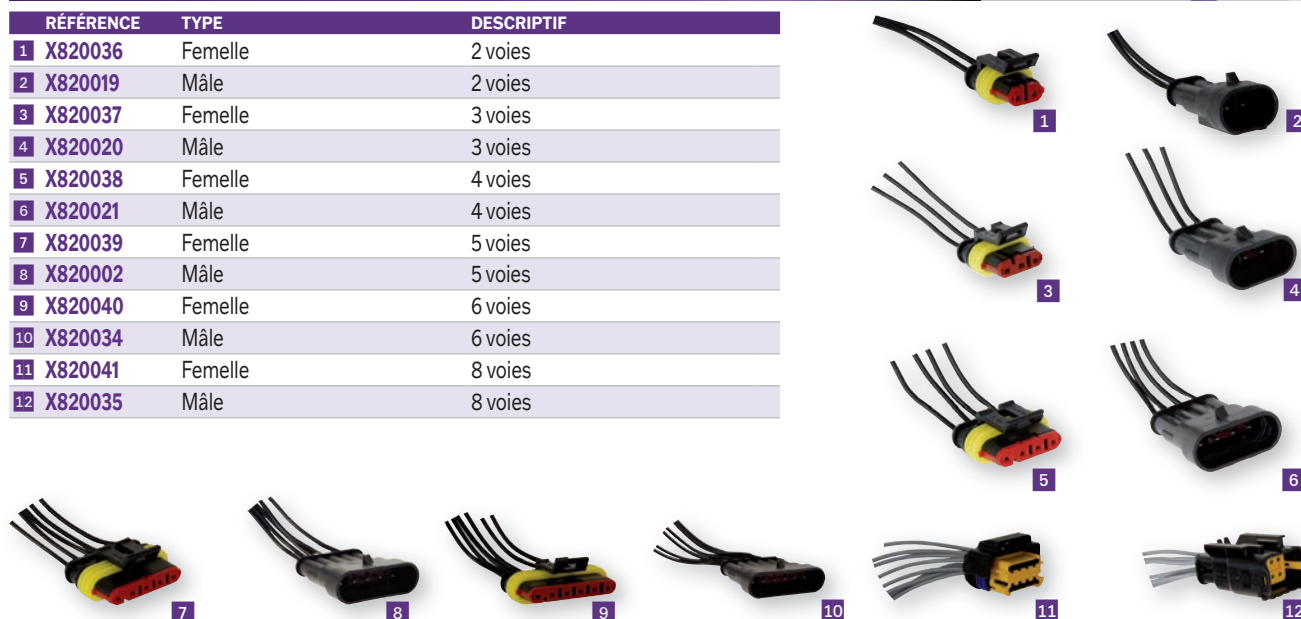 RÉFÉRENCE TYPE DESCRIPTIF
1 X820036 Femelle 2 voies
2 X820019 Mâle 2 voies
3 X820037 Femelle 3 voies
4 X820020 Mâle 3 voies
5 X820038 Femelle 4 voies
6 X820021 Mâle 4 voies
7 X820039 Femelle 5 voies
8 X820002 Mâle 5 voies
9 X820040 Femelle 6 voies
10 X820034 Mâle 6 voies
11 X820041 Femelle 8 voies
12 X820035 Mâle 8 voies
1 2
3 4
5 6
7 8 9 10 11 12